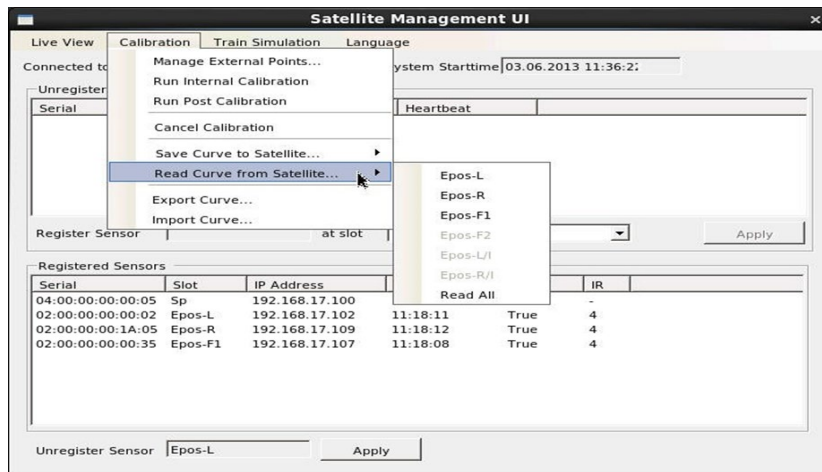 Satellite Management UI
Live View Calibration Train Simulation Language
Connected to
ystem Starttime 03.06.2013 11:36:2
Manage External Points...
Run Internal Calibration
Run Post Calibration
Cancel Calibration
Save Curve to Satellite...
Read Curve from Satellite...
Export Curve...
Import Curve...
Epos-L
Epos-R
Epos-F1
Epos-F2
Epos-L/I
Epos-R/I
Read All
Unregister
Serial Heartbeat
Register Sensor at slot Apply
Registered Sensors
Serial Slot IP Address IR
04:00:00:00:00:05 Sp 192.168.17.100 -
02:00:00:00:00:02 Epos-L 192.168.17.102 11:18:11 True 4
02:00:00:00:1A:05 Epos-R 192.168.17.109 11:18:12 True 4
02:00:00:00:00:35 Epos-F1 192.168.17.107 11:18:08 True 4
Unregister Sensor Epos-L Apply